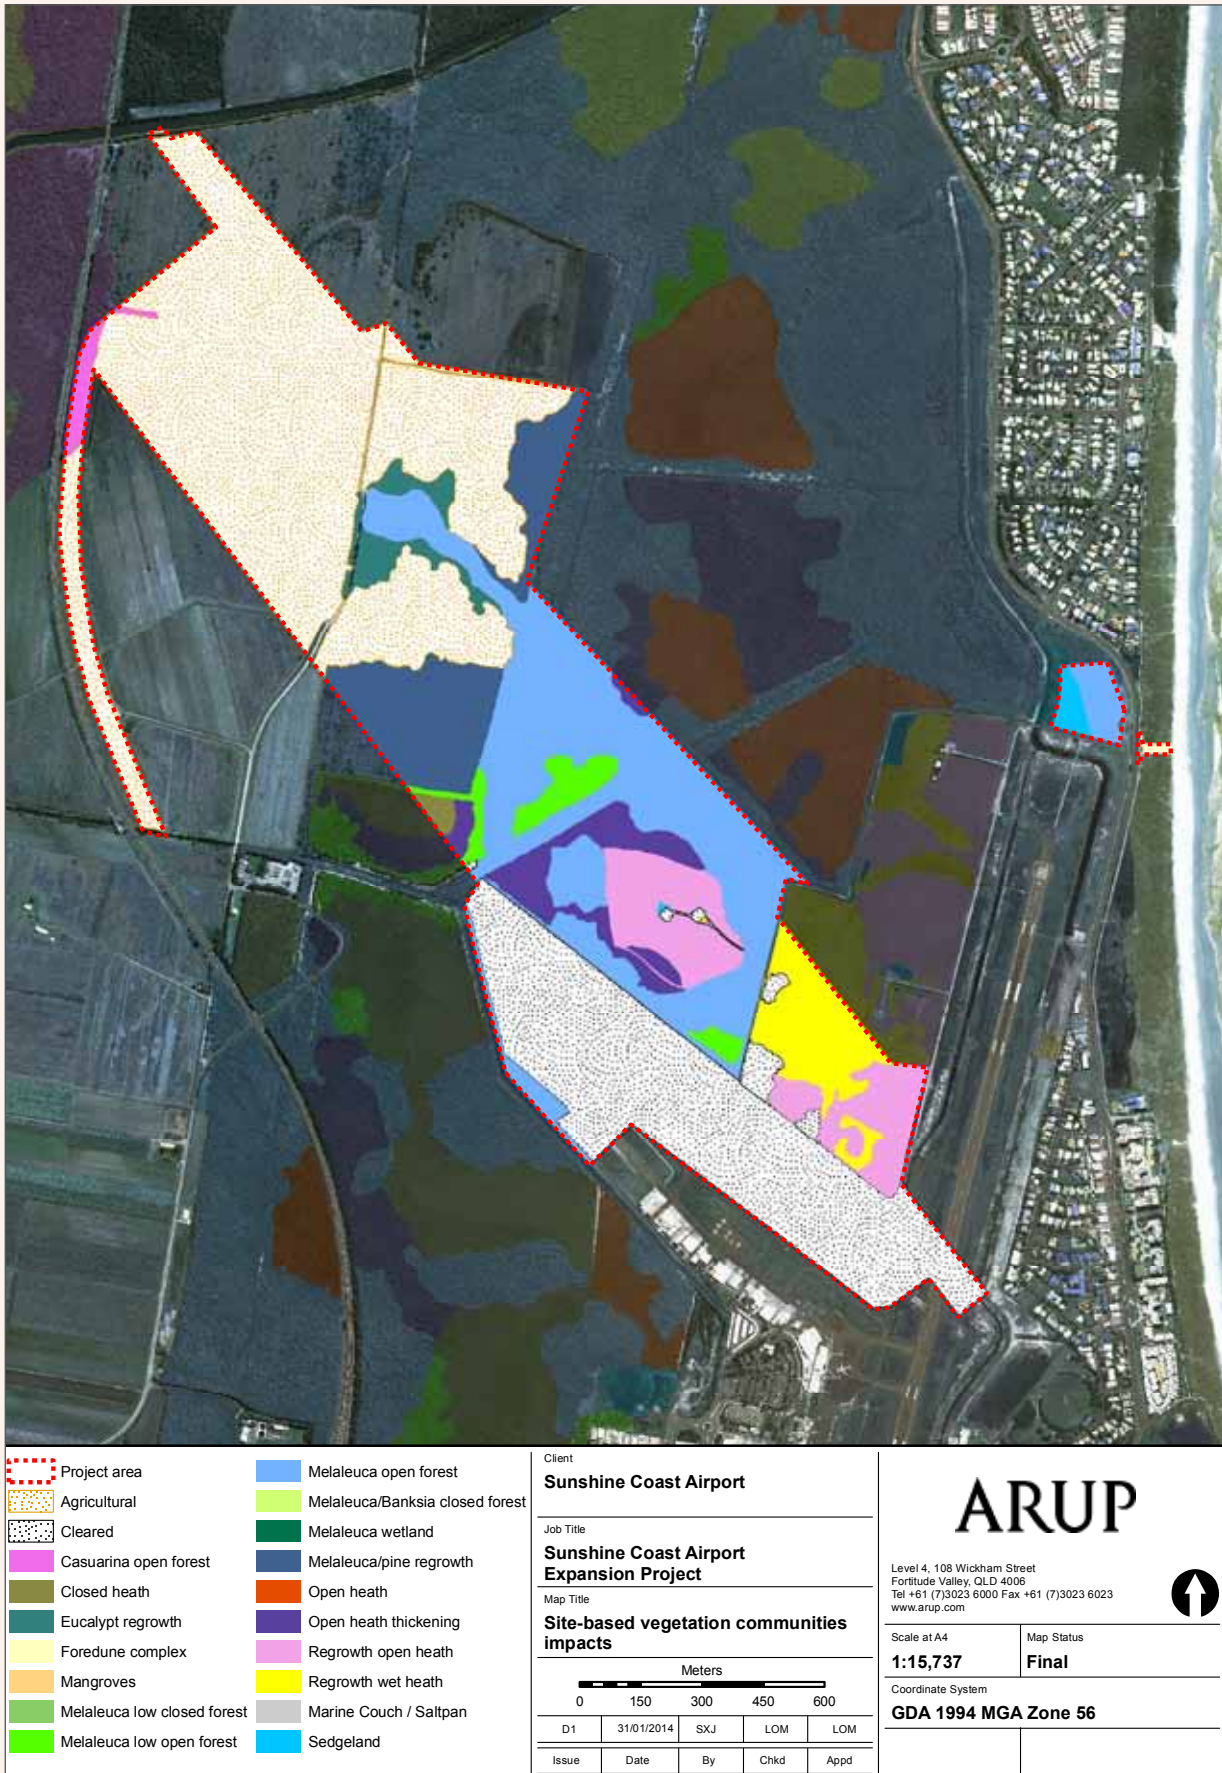 Project area
Agricultural
Cleared
Casuarina open forest
Closed heath
Eucalypt regrowth
Foredune complex
Mangroves
Melaleuca low closed forest
Melaleuca low open forest
Melaleuca open forest
Melaleuca/Banksia closed forest
Melaleuca wetland
Melaleuca/pine regrowth
Open heath
Open heath thickening
Regrowth open heath
Regrowth wet heath
Marine Couch / Saltpan
Sedgeland
Client
Sunshine Coast Airport
Job Title
Sunshine Coast Airport
Expansion Project
Map Title
Site-based vegetation communities
impacts
Meters
0 150 300 450 600
D1 31/01/2014 SXJ LOM LOM
Issue Date By Chkd Appd
ARUP
Level 4, 108 Wickham Street
Fortitude Valley, QLD 4006
Tel +61 (7)3023 6000 Fax +61 (7)3023 6023
www.arup.com
Scale at A4
1:15,737
Map Status
Final
Coordinate System
GDA 1994 MGA Zone 56